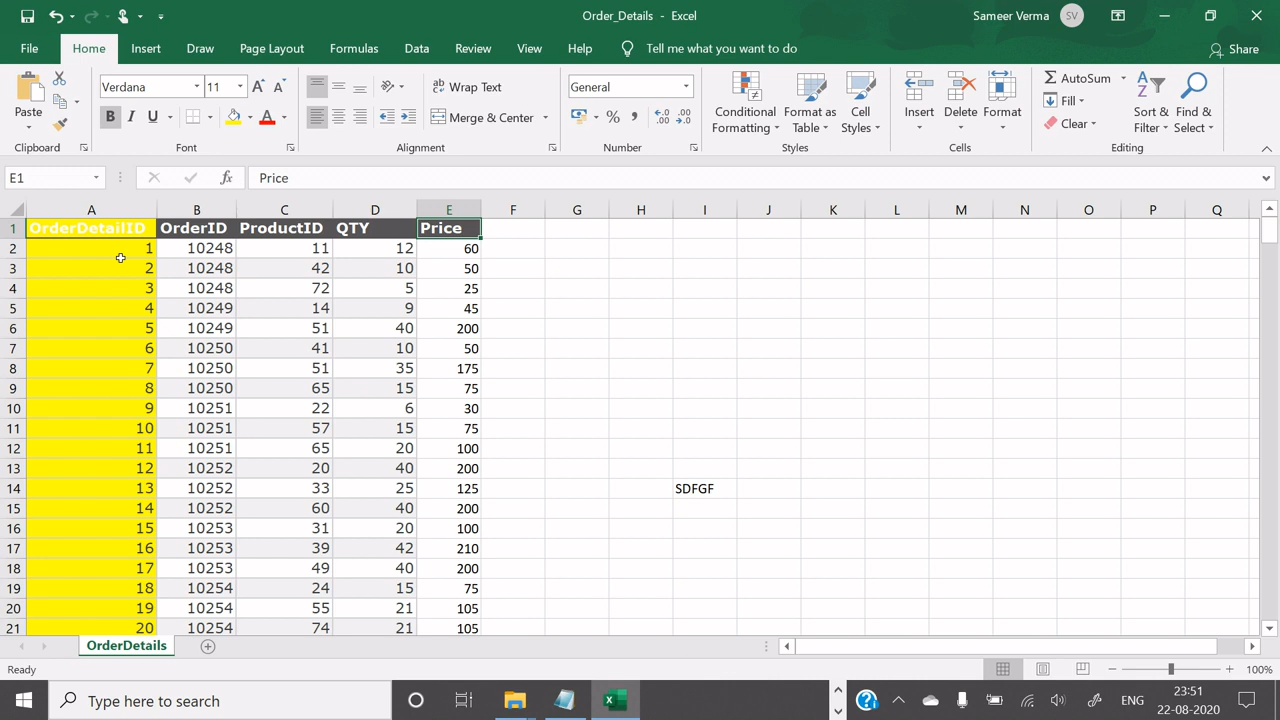 Order_Details - Excel
Sameer Verma SV
File Home Insert Draw Page Layout Formulas Data Review View Help Tell me what you want to do Share
Verdana 11 A A Wrap Text General AutoSum
Paste B I U A Merge & Center % , Conditional Formatting Format as Table Cell Styles Insert Delete Format Fill Clear Sort & Filter Find & Select
Clipboard Font Alignment Number Styles Cells Editing
E1 fx Price
A B C D E F G H I J K L M N O P Q
1 OrderDetailID OrderID ProductID QTY Price
2 1 10248 11 12 60
3 2 10248 42 10 50
4 3 10248 72 5 25
5 4 10249 14 9 45
6 5 10249 51 40 200
7 6 10250 41 10 50
8 7 10250 51 35 175
9 8 10250 65 15 75
10 9 10251 22 6 30
11 10 10251 57 15 75
12 11 10251 65 20 100
13 12 10252 20 40 200
14 13 10252 33 25 125 SDFGF
15 14 10252 60 40 200
16 15 10253 31 20 100
17 16 10253 39 42 210
18 17 10253 49 40 200
19 18 10254 24 15 75
20 19 10254 55 21 105
21 20 10254 74 21 105
OrderDetails
Ready 100%
Type here to search ENG 23:51
22-08-2020